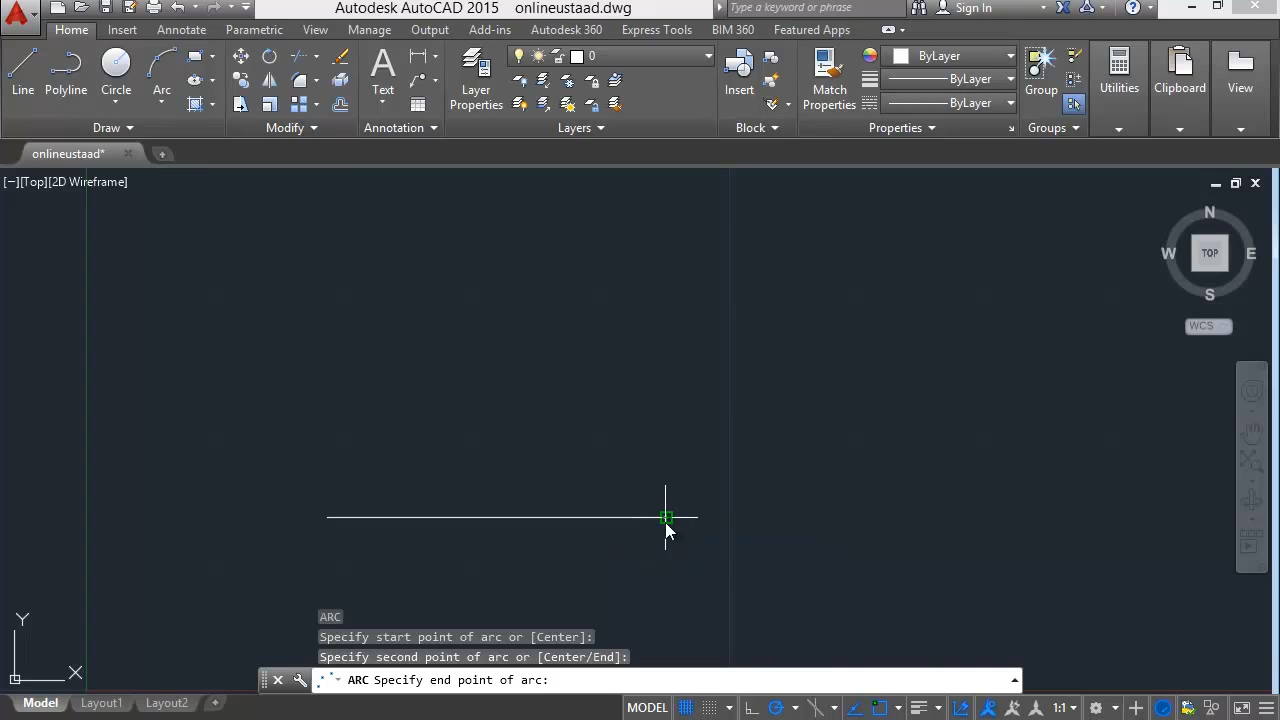 Autodesk AutoCAD 2015 onlineustaad.dwg
Type a keyword or phrase
Sign In
Home Insert Annotate Parametric View Manage Output Add-ins Autodesk 360 Express Tools BIM 360 Featured Apps
Line Polyline Circle Arc
Text
Layer Properties
0
Insert
Match Properties
ByLayer
ByLayer
ByLayer
Group
Utilities
Clipboard
View
Draw Modify Annotation Layers Block Properties Groups
onlineustaad*
[−][Top][2D Wireframe]
N
W TOP E
S
WCS
Y
X
ARC
Specify start point of arc or [Center]:
Specify second point of arc or [Center/End]:
ARC Specify end point of arc:
Model Layout1 Layout2
MODEL
1:1